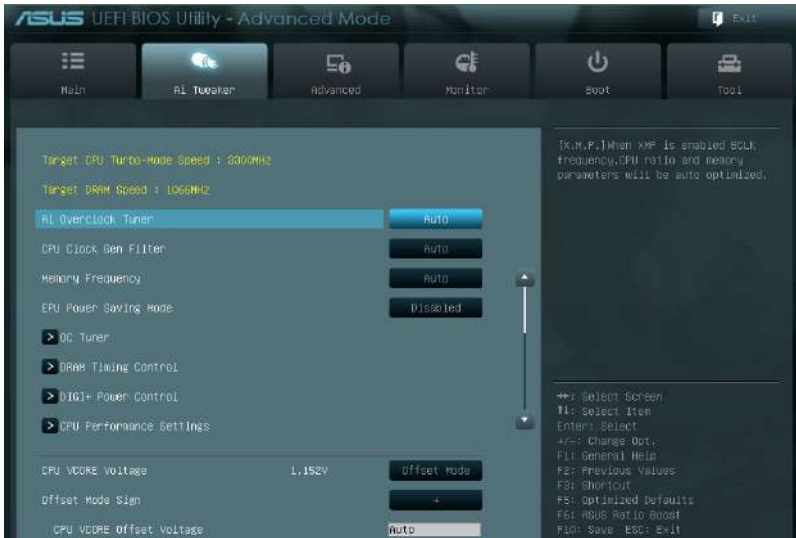 ASUS UEFI BIOS Utility - Advanced Mode
Exit
Main
Ai Tweaker
Advanced
Monitor
Boot
Tool
Target CPU Turbo-Mode Speed : 3300MHz
Target DRAM Speed : 1066MHz
Ai Overclock Tuner Auto
CPU Clock Gen Filter Auto
Memory Frequency Auto
EPU Power Saving Mode Disabled
> OC Tuner
> DRAM Timing Control
> DIGI+ Power Control
> CPU Performance Settings
CPU VCORE Voltage 1.152V Offset Mode
Offset Mode Sign +
CPU VCORE Offset Voltage Auto
[X.M.P.]When XMP is enabled BCLK
frequency,CPU ratio and memory
parameters will be auto optimized.
→←: Select Screen
↑↓: Select Item
Enter: Select
+/-: Change Opt.
F1: General Help
F2: Previous Values
F3: Shortcut
F5: Optimized Defaults
F6: ASUS Ratio Boost
F10: Save ESC: Exit